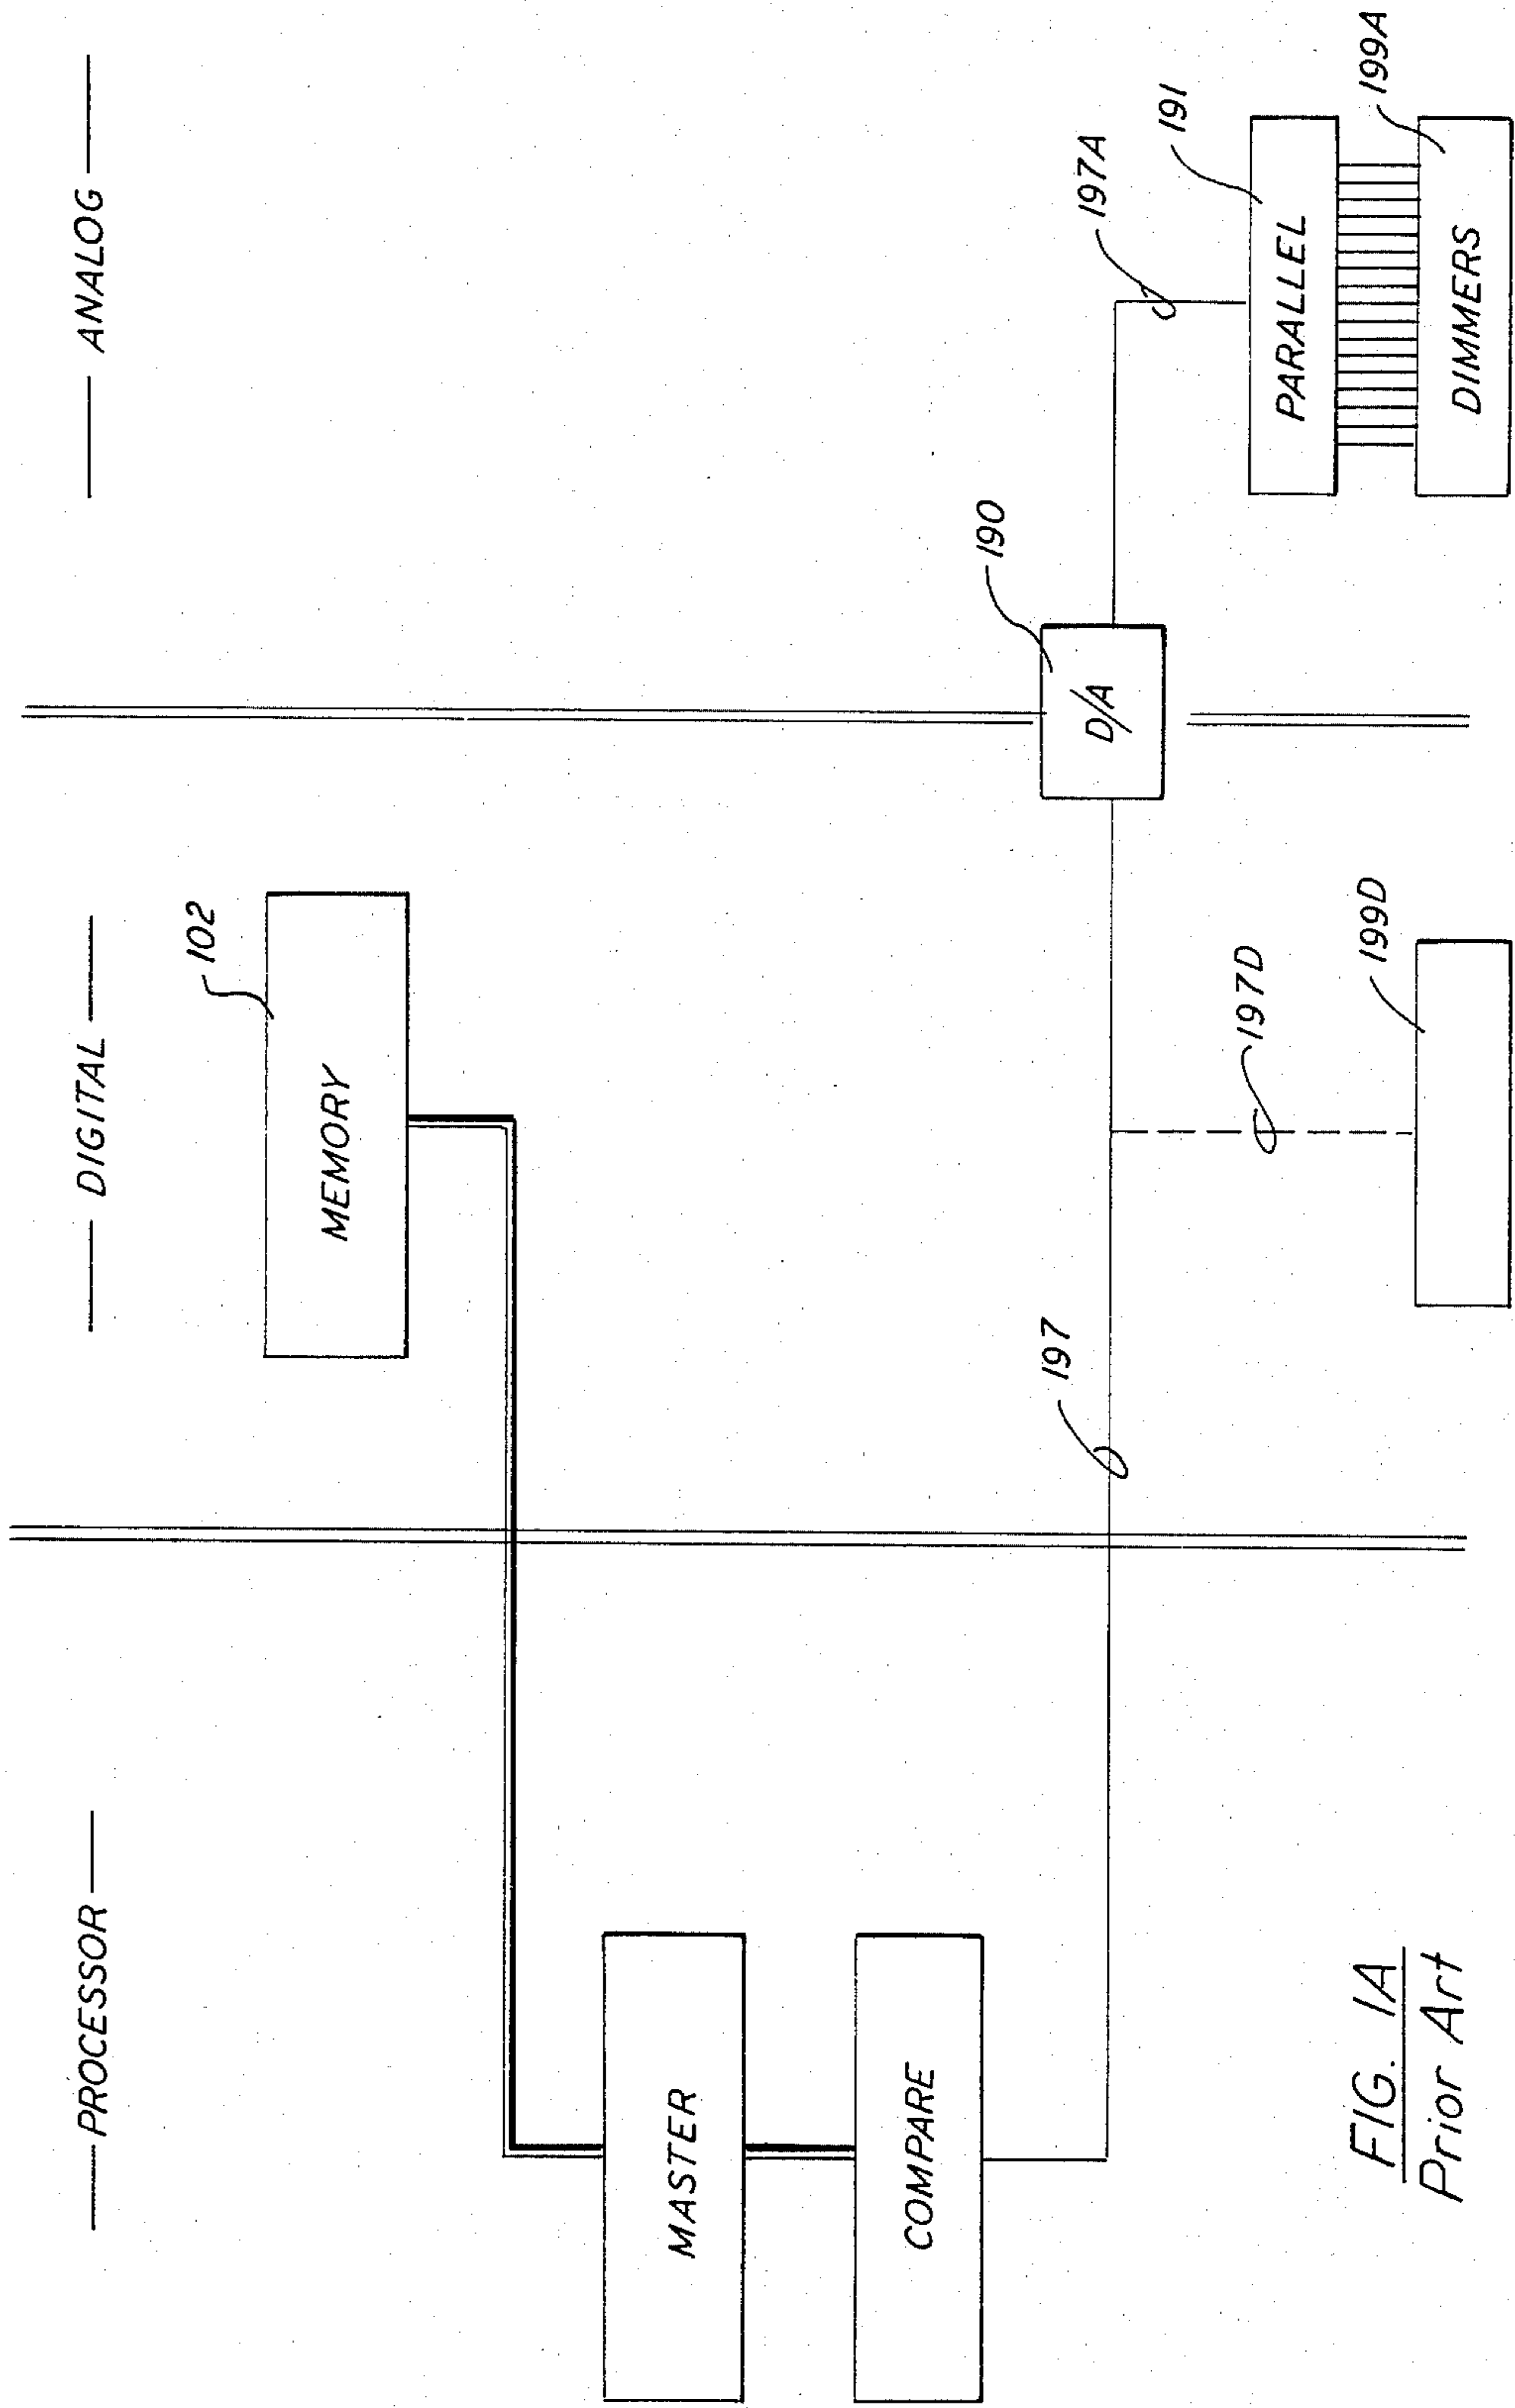 — PROCESSOR —
— DIGITAL —
— ANALOG —
102
MEMORY
MASTER
COMPARE
197
197D
199D
190
D/A
197A
191
PARALLEL
199A
DIMMERS
FIG. 1A
Prior Art